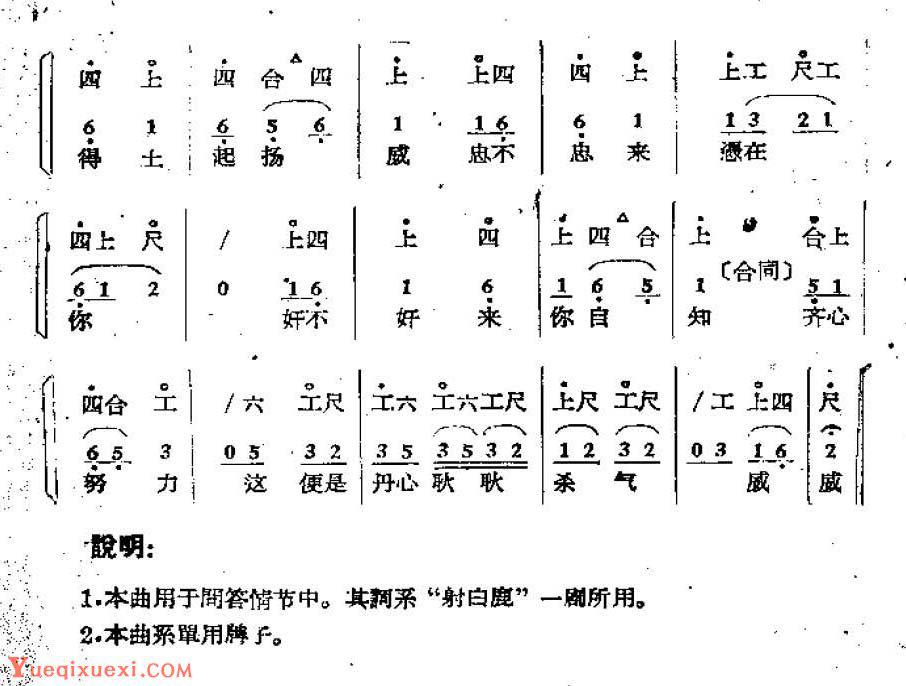 四 上 四 合 四 上 上四 四 上 上工 尺工
6 1 6 5 6 1 1 6 6 1 1 3 2 1
得 土 起 扬 威 忠不 忠 来 憑在
四上 尺 / 上四 上 四 上 四 合 上 合上
〔合同〕
6 1 2 0 1 6 1 6 1 6 5 1 5 1
你 奸不 奸 来 你 自 知 齐心
四合 工 / 六 工尺 工六 工六工尺 上尺 工尺 / 工 上四 尺
6 5 3 0 5 3 2 3 5 3 5 3 2 1 2 3 2 0 3 1 6 2
努 力 这 便是 丹心 耿 耿 杀 气 威 威
說明:
1.本曲用于問答情节中。其詞系“射白鹿”一剧所用。
2.本曲系單用牌子。
Yueqixuexi.com